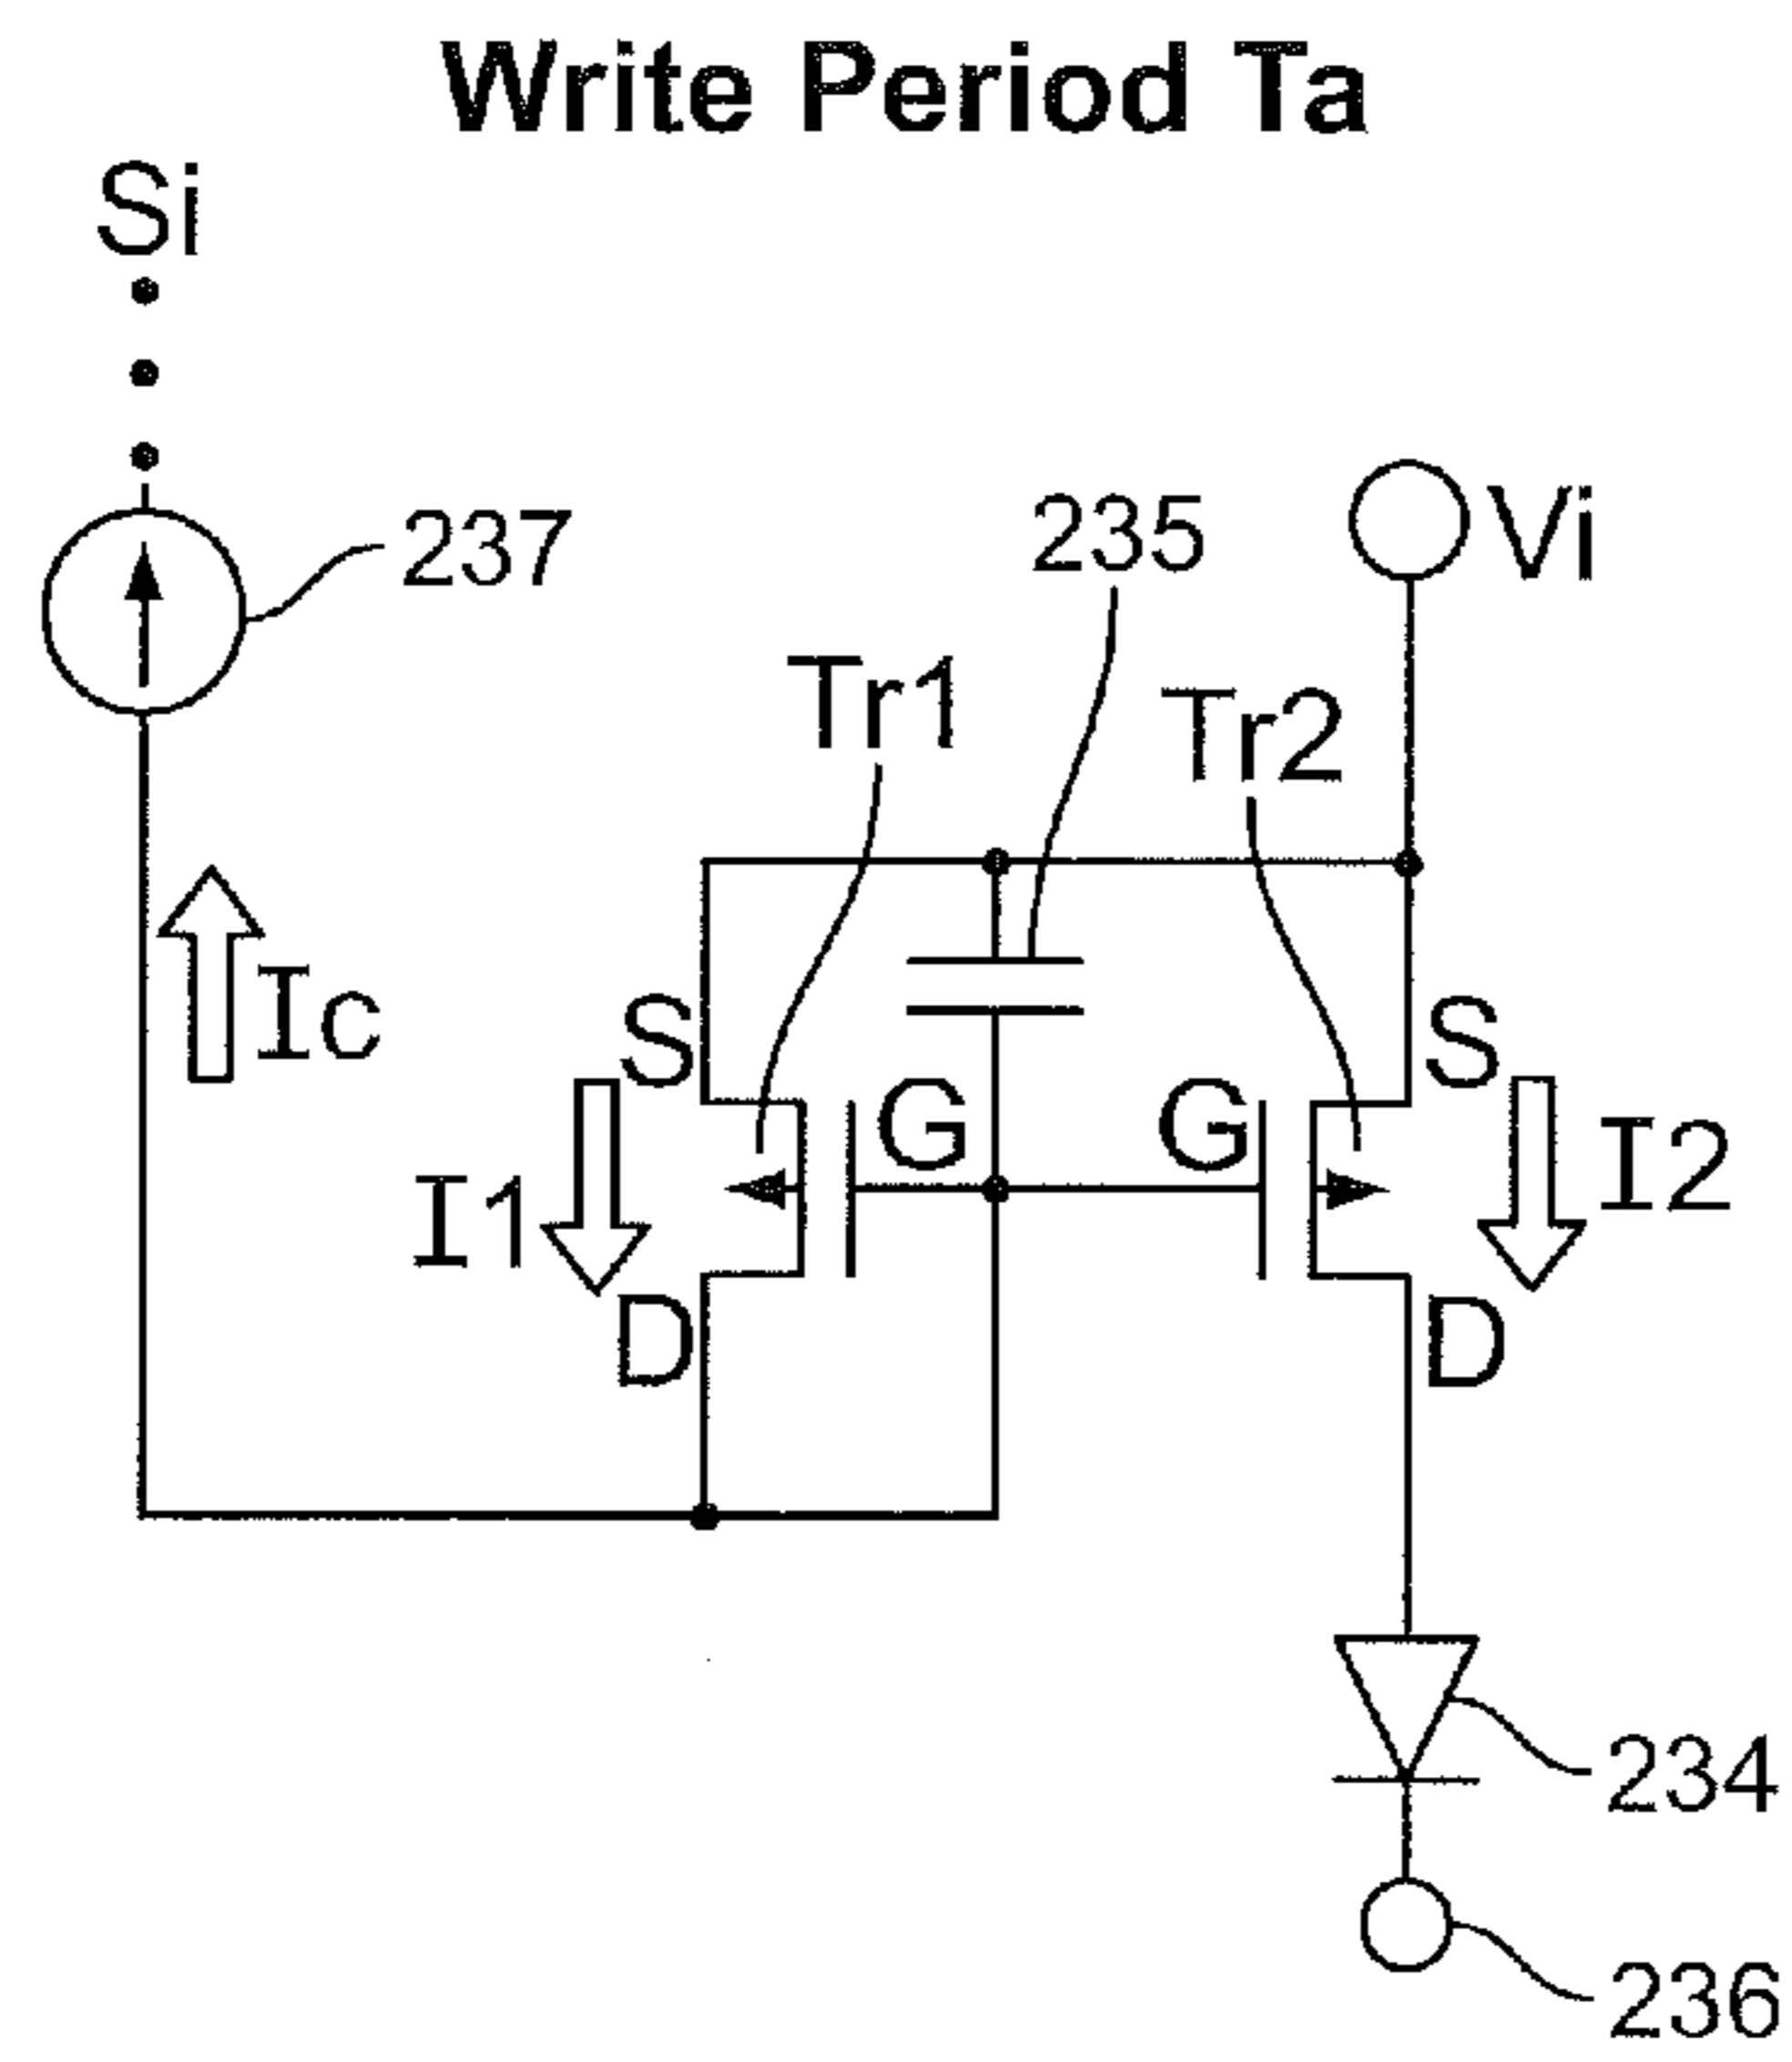 Write Period Ta
Si
237
235
Vi
Tr1
Tr2
Ic
S
S
G
G
I1
I2
D
D
234
236